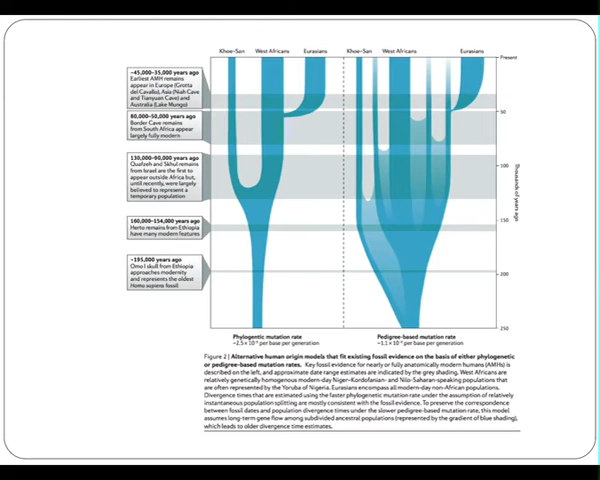 Khoe–San West Africans Eurasians Khoe–San West Africans Eurasians
Present
50
100
150
200
250
Thousands of years ago
~45,000–35,000 years ago
Earliest AMH remains
appear in Europe (Grotta
del Cavallo), Asia (Niah Cave
and Tianyuan Cave) and
Australia (Lake Mungo)
80,000–50,000 years ago
Border Cave remains
from South Africa appear
largely fully modern
130,000–90,000 years ago
Quafzeh and Skhul remains
from Israel are the first to
appear outside Africa but,
until recently, were largely
believed to represent a
temporary population
160,000–154,000 years ago
Herto remains from Ethiopia
have many modern features
~195,000 years ago
Omo I skull from Ethiopia
approaches modernity
and represents the oldest
Homo sapiens fossil
Phylogentic mutation rate
~2.5 × 10⁻⁸ per base per generation
Pedigree-based mutation rate
~1.1 × 10⁻⁸ per base per generation
Figure 2 | Alternative human origin models that fit existing fossil evidence on the basis of either phylogenetic
or pedigree-based mutation rates. Key fossil evidence for nearly or fully anatomically modern humans (AMHs) is
described on the left, and approximate date range estimates are indicated by the grey shading. West Africans are
relatively genetically homogenous modern-day Niger–Kordofanian- and Nilo-Saharan-speaking populations that
are often represented by the Yoruba of Nigeria. Eurasians encompass all modern-day non-African populations.
Divergence times that are estimated using the faster phylogenetic mutation rate under the assumption of relatively
instantaneous population splitting are mostly consistent with the fossil evidence. To preserve the correspondence
between fossil dates and population divergence times under the slower pedigree-based mutation rate, this model
assumes long-term gene flow among subdivided ancestral populations (represented by the gradient of blue shading),
which leads to older divergence time estimates.